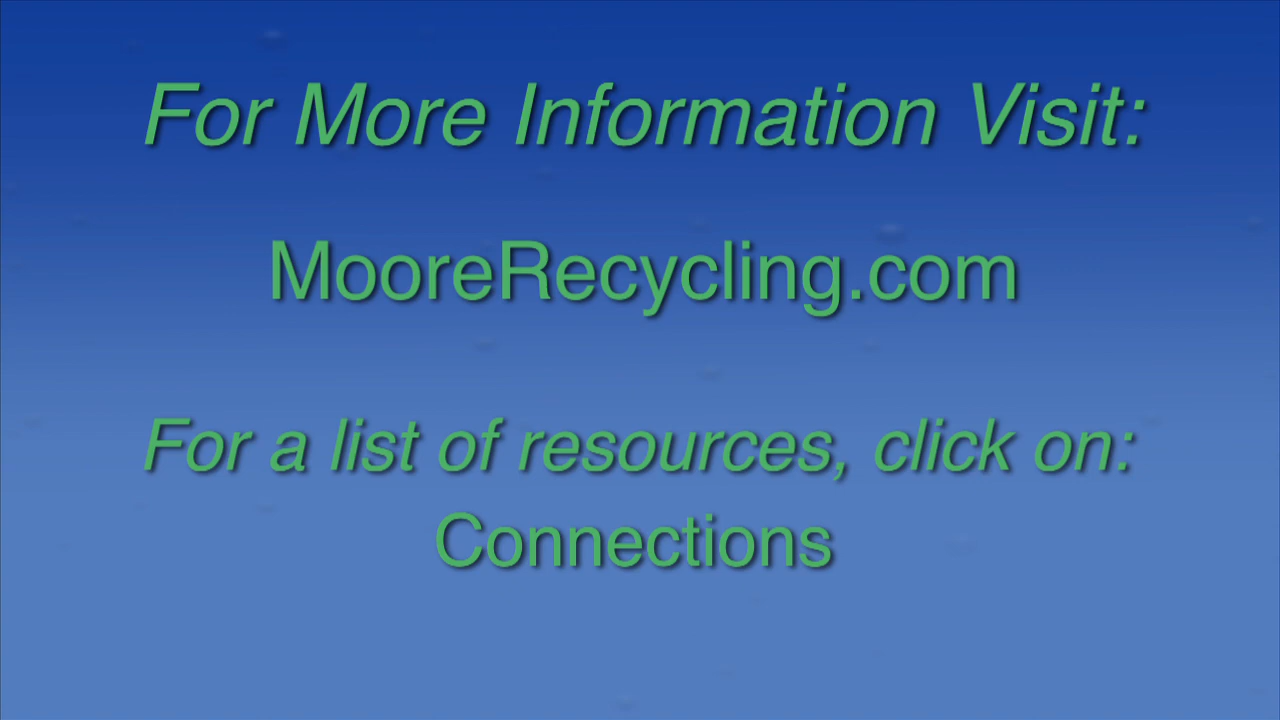 For More Information Visit:
MooreRecycling.com
For a list of resources, click on:
Connections